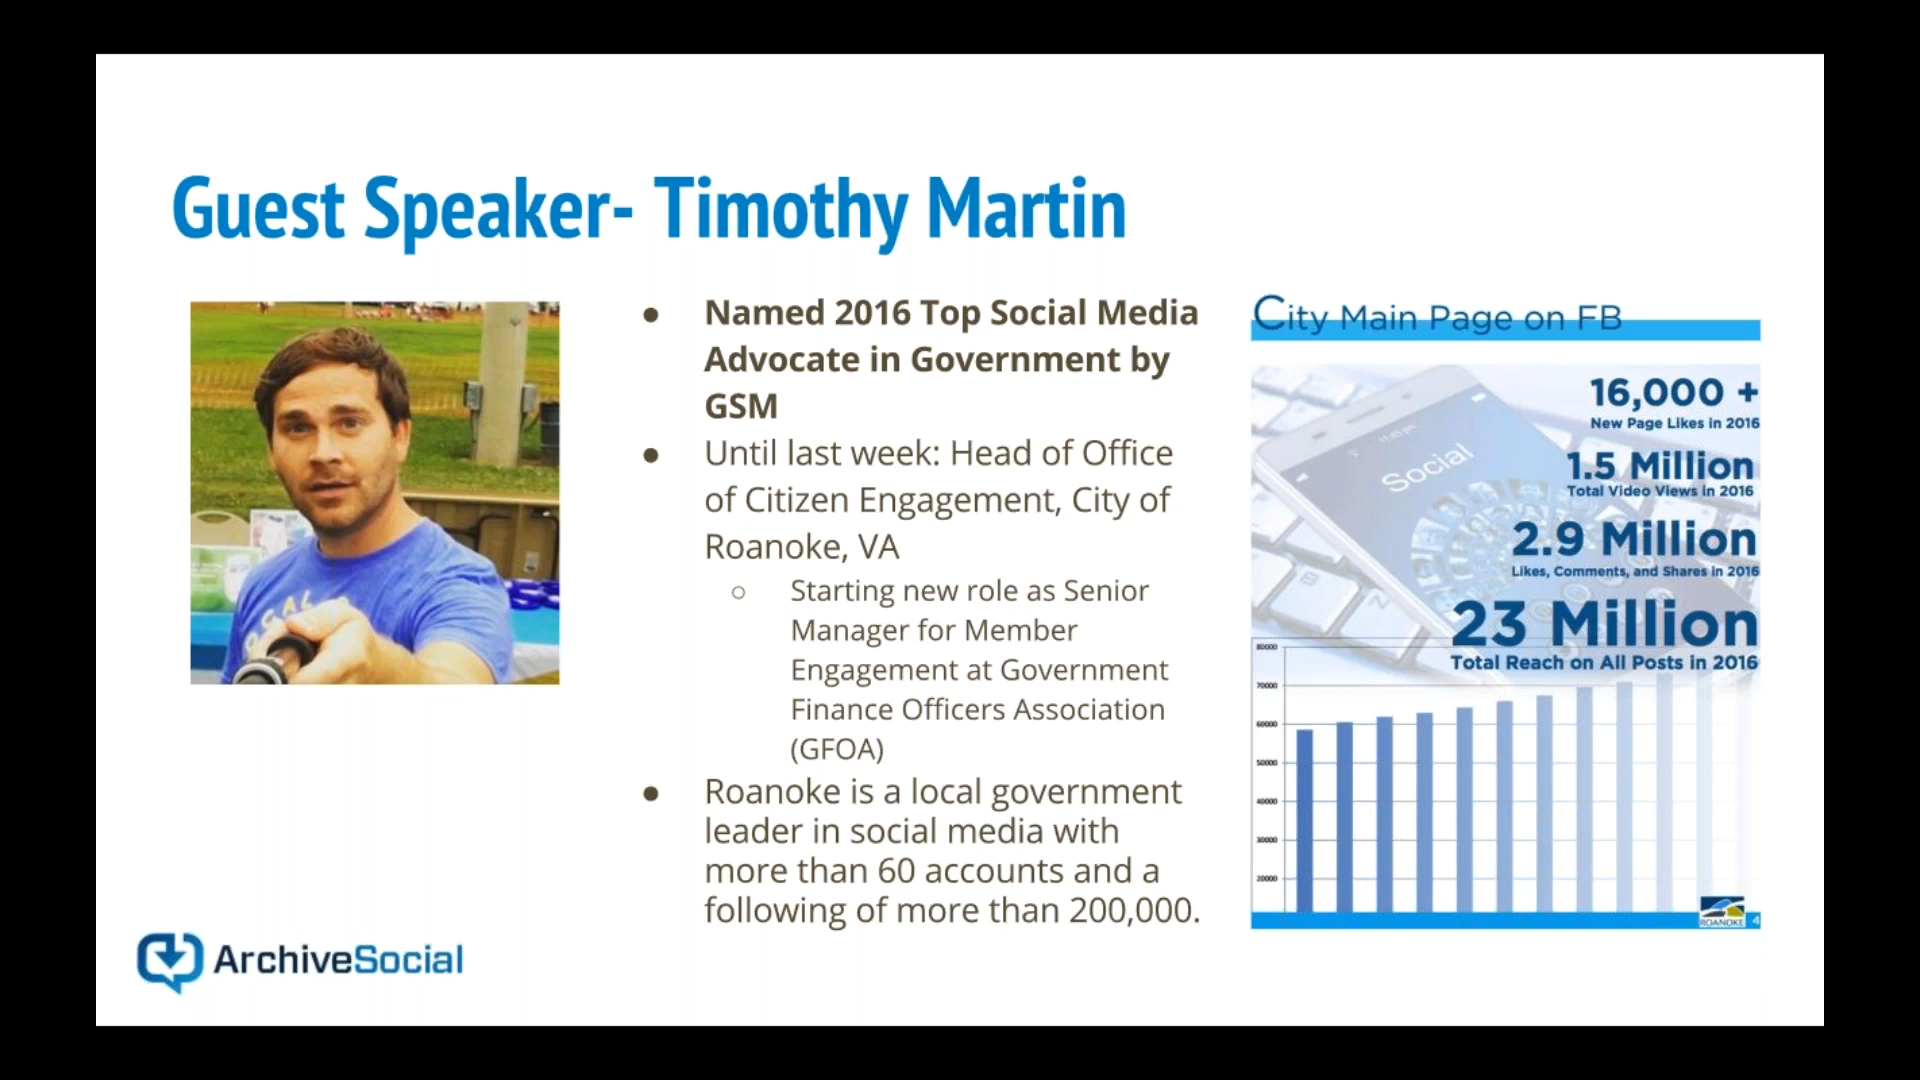 Guest Speaker- Timothy Martin
● Named 2016 Top Social Media
Advocate in Government by
GSM
● Until last week: Head of Office
of Citizen Engagement, City of
Roanoke, VA
○ Starting new role as Senior
Manager for Member
Engagement at Government
Finance Officers Association
(GFOA)
● Roanoke is a local government
leader in social media with
more than 60 accounts and a
following of more than 200,000.
City Main Page on FB
16,000 +
New Page Likes in 2016
1.5 Million
Total Video Views in 2016
2.9 Million
Likes, Comments, and Shares in 2016
23 Million
Total Reach on All Posts in 2016
Social
80000
70000
60000
50000
40000
30000
20000
ROANOKE
4
ArchiveSocial